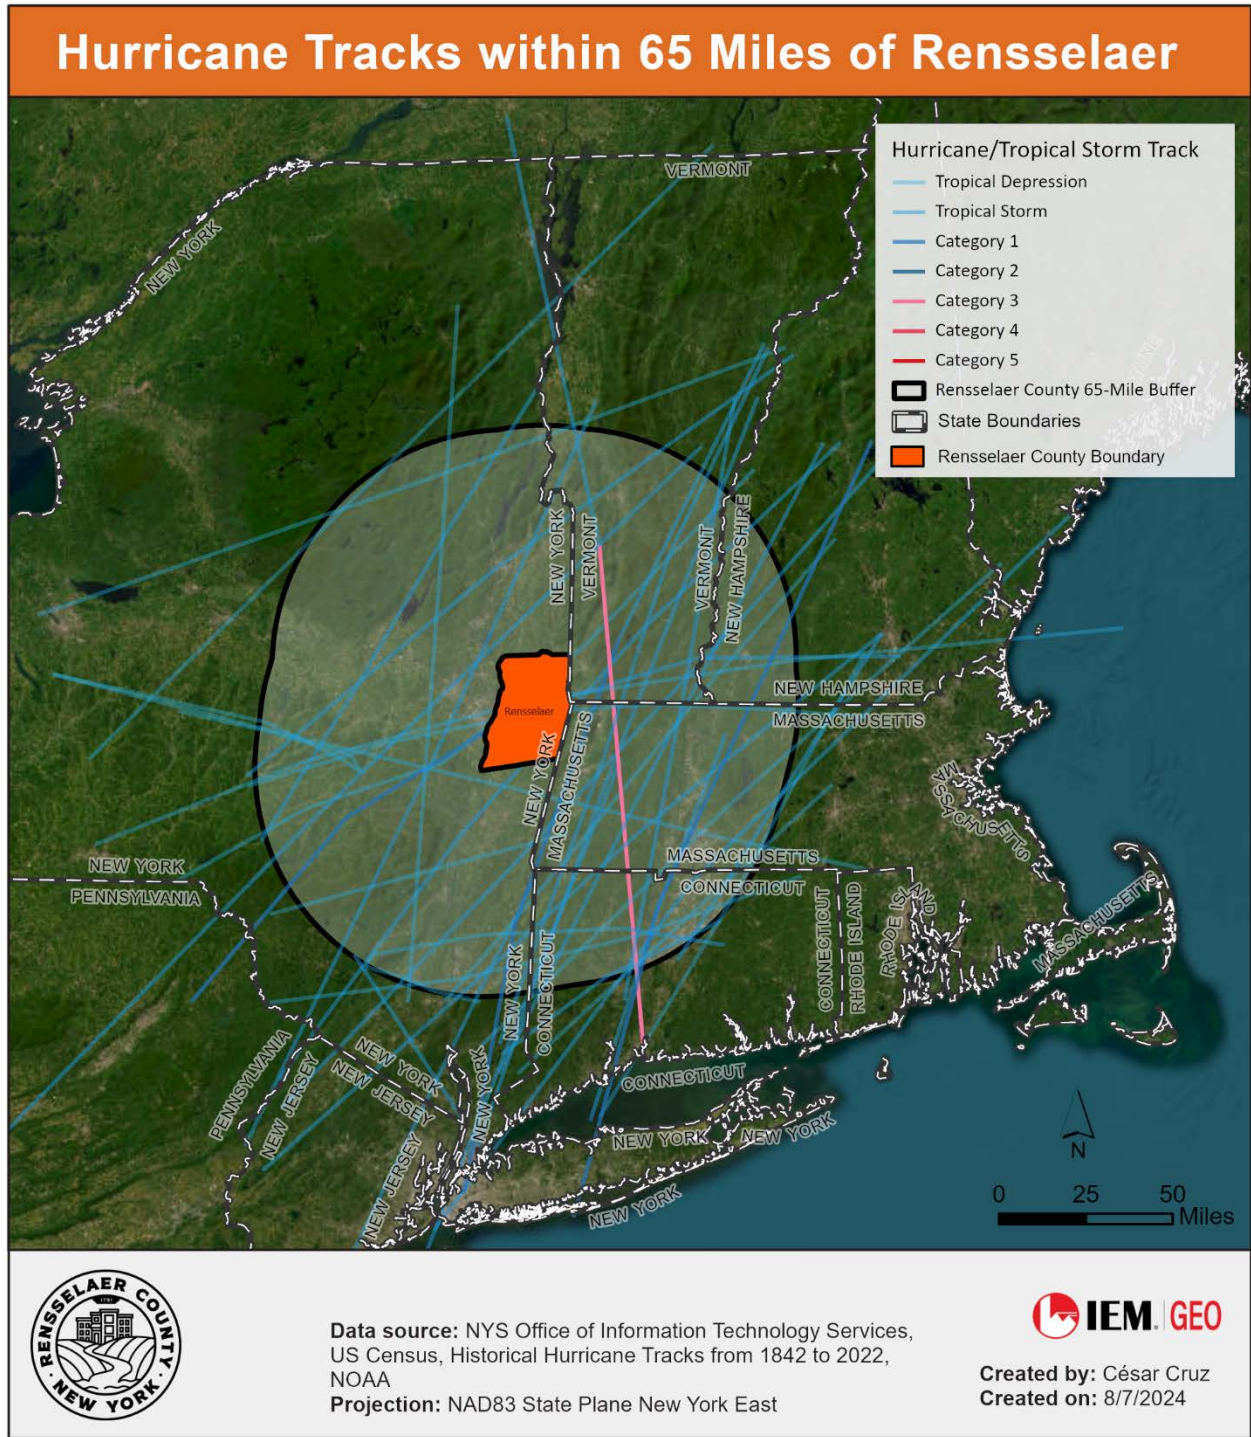 Hurricane Tracks within 65 Miles of Rensselaer
Hurricane/Tropical Storm Track
Tropical Depression
Tropical Storm
Category 1
Category 2
Category 3
Category 4
Category 5
Rensselaer County 65-Mile Buffer
State Boundaries
Rensselaer County Boundary
VERMONT
NEW YORK
MAINE
NEW YORK
VERMONT
VERMONT
NEW HAMPSHIRE
NEW HAMPSHIRE
MASSACHUSETTS
Rensselaer
NEW YORK
MASSACHUSETTS
MASSACHUSETTS
MASSACHUSETTS
CONNECTICUT
NEW YORK
PENNSYLVANIA
CONNECTICUT
RHODE ISLAND
RHODE ISLAND
MASSACHUSETTS
NEW YORK
CONNECTICUT
PENNSYLVANIA
NEW JERSEY
NEW YORK
NEW JERSEY
NEW YORK
CONNECTICUT
NEW YORK
NEW YORK
NEW JERSEY
NEW YORK
N
0 25 50
Miles
RENSSELAER COUNTY
1791
NEW YORK
Data source: NYS Office of Information Technology Services,
US Census, Historical Hurricane Tracks from 1842 to 2022,
NOAA
Projection: NAD83 State Plane New York East
IEM. GEO
Created by: César Cruz
Created on: 8/7/2024